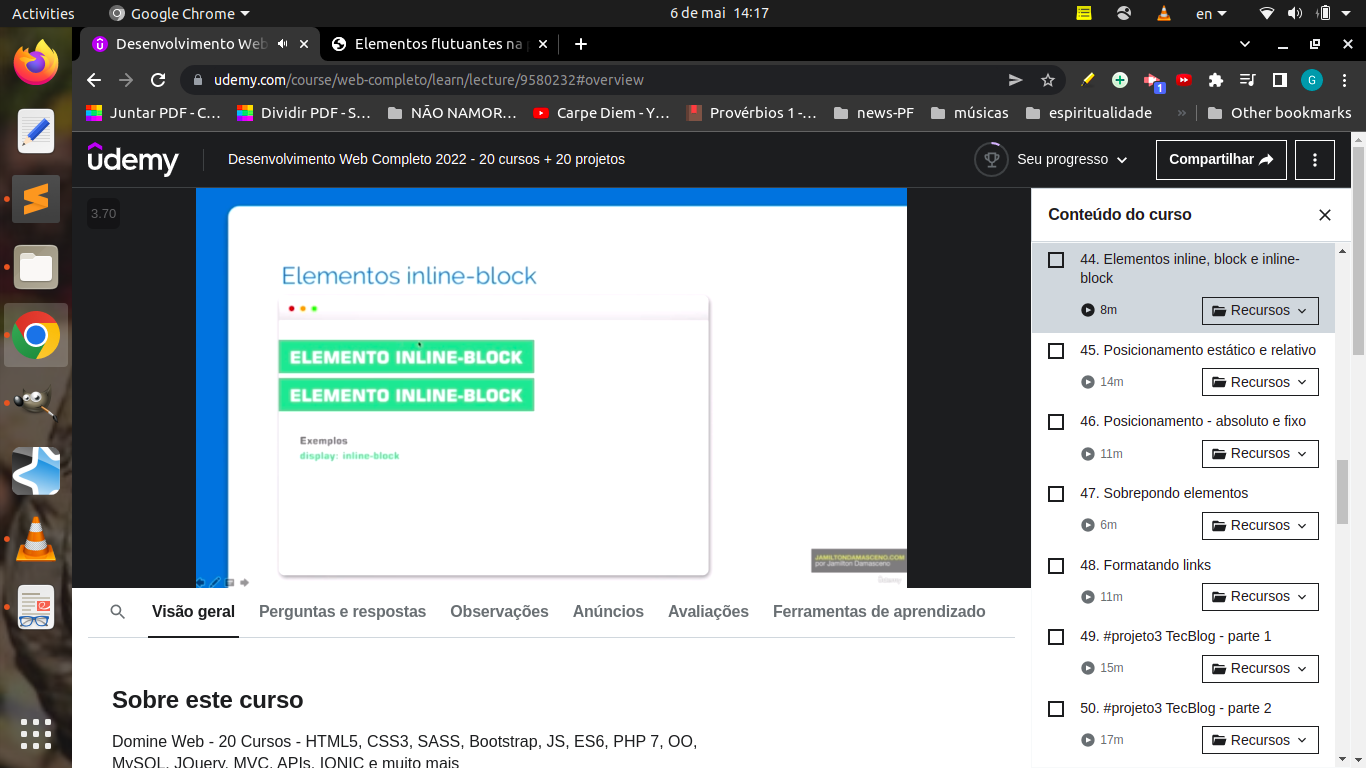 Activities
Google Chrome
6 de mai 14:17
en
Desenvolvimento Web
Elementos flutuantes na
udemy.com/course/web-completo/learn/lecture/9580232#overview
1
G
Juntar PDF - C…
Dividir PDF - S…
NÃO NAMOR…
Carpe Diem - Y…
Provérbios 1 -…
news-PF
músicas
espiritualidade
»
Other bookmarks
udemy
Desenvolvimento Web Completo 2022 - 20 cursos + 20 projetos
Seu progresso
Compartilhar
3.70
Elementos inline-block
ELEMENTO INLINE-BLOCK
ELEMENTO INLINE-BLOCK
Exemplos
display: inline-block
JAMILTONDAMASCENO.COM
por Jamilton Damasceno
udemy
Conteúdo do curso
44. Elementos inline, block e inline-
block
8m
Recursos
45. Posicionamento estático e relativo
14m
Recursos
46. Posicionamento - absoluto e fixo
11m
Recursos
47. Sobrepondo elementos
6m
Recursos
48. Formatando links
11m
Recursos
49. #projeto3 TecBlog - parte 1
15m
Recursos
50. #projeto3 TecBlog - parte 2
17m
Recursos
Visão geral
Perguntas e respostas
Observações
Anúncios
Avaliações
Ferramentas de aprendizado
Sobre este curso
Domine Web - 20 Cursos - HTML5, CSS3, SASS, Bootstrap, JS, ES6, PHP 7, OO,
MySQL, JQuery, MVC, APIs, IONIC e muito mais